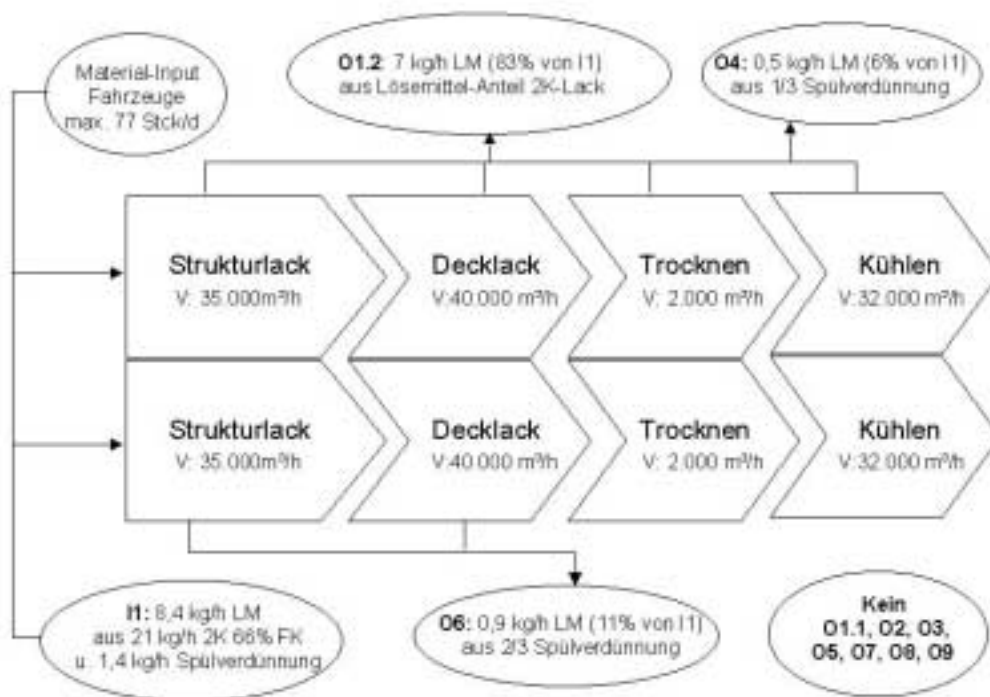 Material-Input
Fahrzeuge
max. 77 Stck/d
O1.2: 7 kg/h LM (83% von I1)
aus Lösemittel-Anteil 2K-Lack
O4: 0,5 kg/h LM (6% von I1)
aus 1/3 Spülverdünnung
Strukturlack
V: 35.000m³/h
Decklack
V:40.000 m³/h
Trocknen
V: 2.000 m³/h
Kühlen
V:32.000 m³/h
Strukturlack
V: 35.000m³/h
Decklack
V:40.000 m³/h
Trocknen
V: 2.000 m³/h
Kühlen
V:32.000 m³/h
I1: 8,4 kg/h LM
aus 21 kg/h 2K 66% FK
u. 1,4 kg/h Spülverdünnung
O6: 0,9 kg/h LM (11% von I1)
aus 2/3 Spülverdünnung
Kein
O1.1, O2, O3,
O5, O7, O8, O9